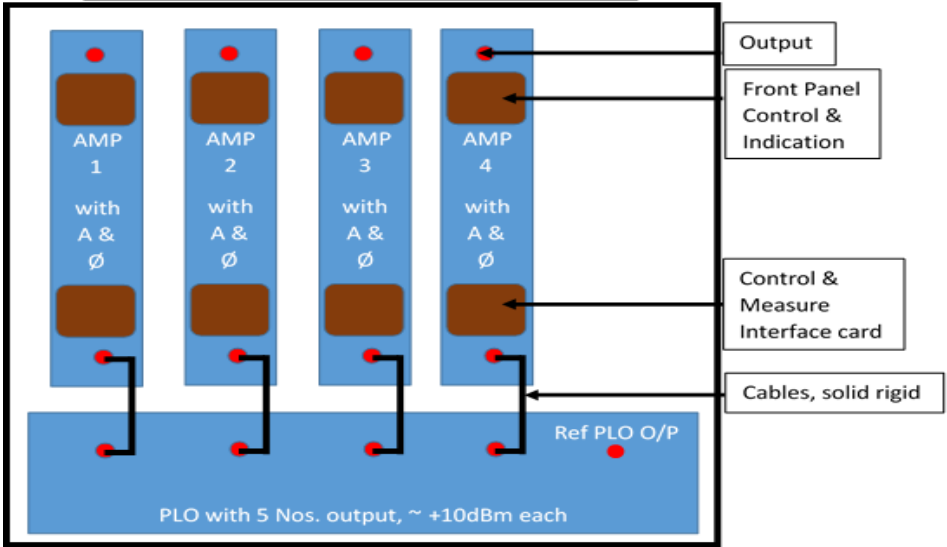 AMP
1
with
A &
Ø
AMP
2
with
A &
Ø
AMP
3
with
A &
Ø
AMP
4
with
A &
Ø
Output
Front Panel
Control &
Indication
Control &
Measure
Interface card
Cables, solid rigid
Ref PLO O/P
PLO with 5 Nos. output, ~ +10dBm each